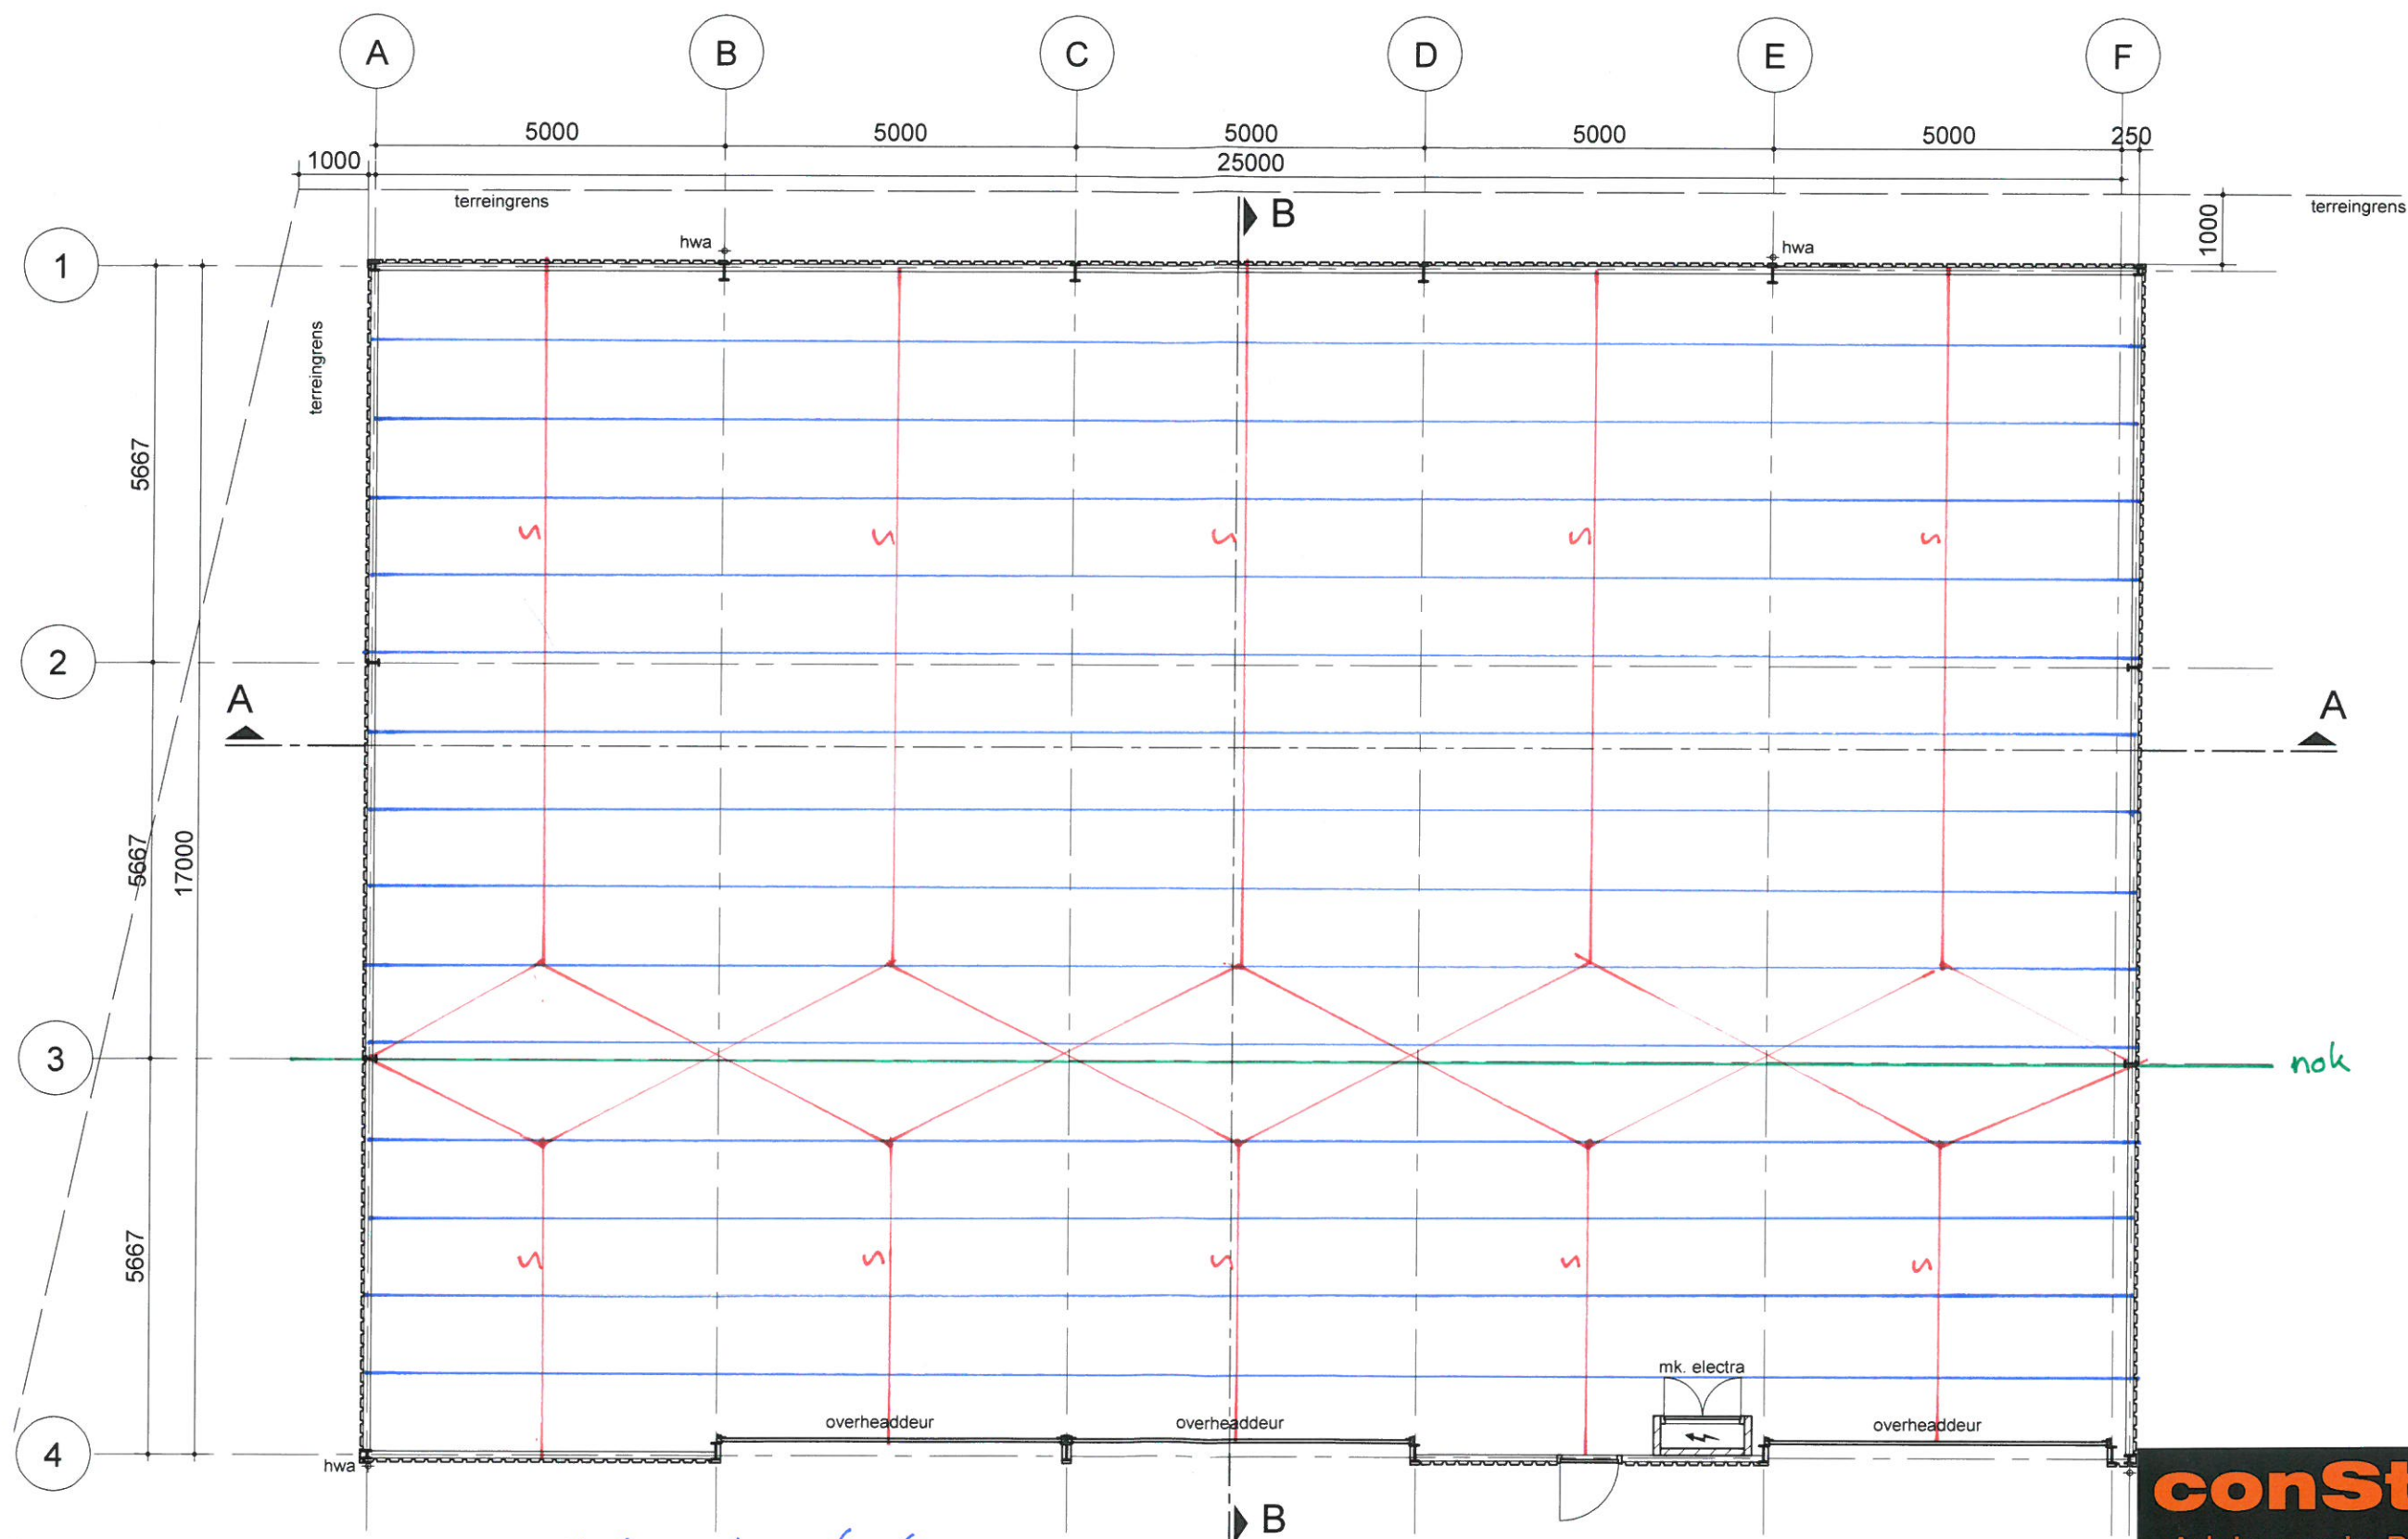 A B C D E F
5000 5000 5000 5000 5000 250
1000 25000
terreingrens
terreingrens
1000
B
hwa
hwa
1
terreingrens
5667
S S S S S
2
A
A
5667
17000
3
nok
5667
S S S S S
mk. electra
overheaddeur overheaddeur overheaddeur
4
hwa
B
conSt